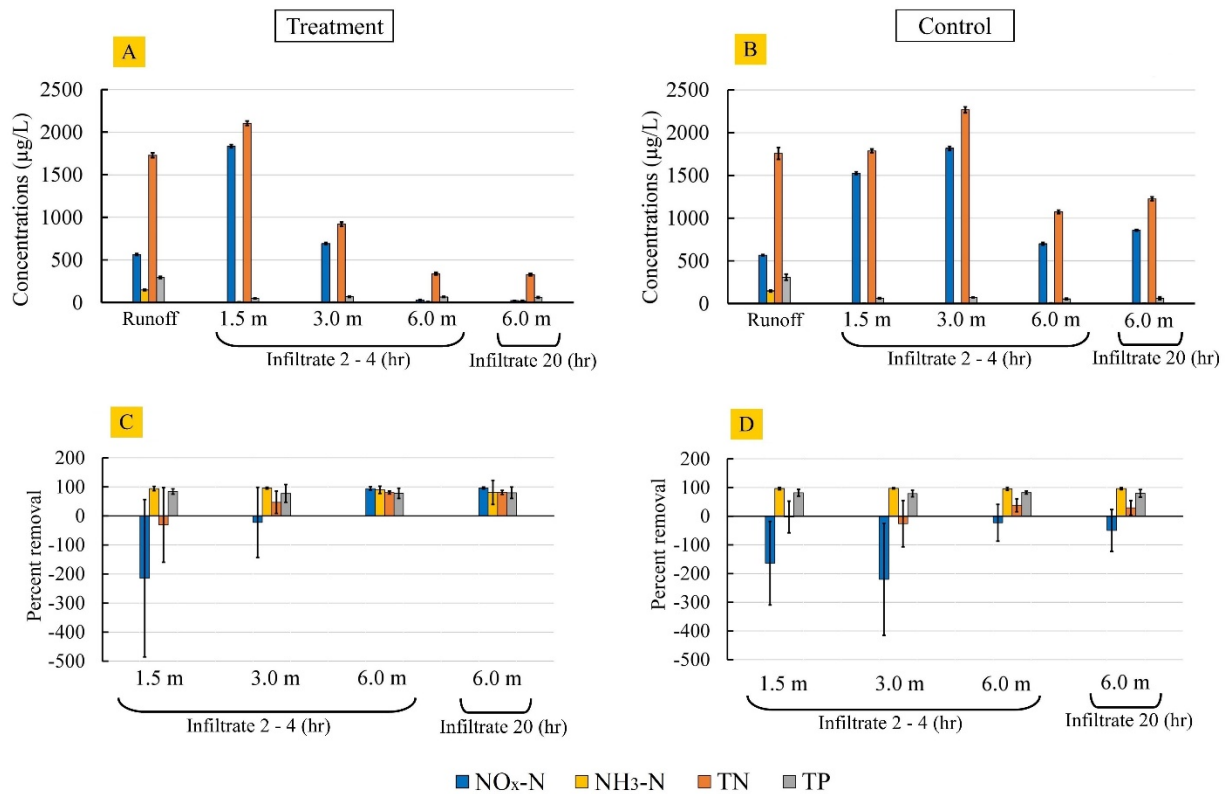 Treatment
Control
A
B
Concentrations (µg/L)
2500
2000
1500
1000
500
0
Runoff 1.5 m 3.0 m 6.0 m 6.0 m
Infiltrate 2 - 4 (hr) Infiltrate 20 (hr)
Concentrations (µg/L)
2500
2000
1500
1000
500
0
Runoff 1.5 m 3.0 m 6.0 m 6.0 m
Infiltrate 2 - 4 (hr) Infiltrate 20 (hr)
C
D
Percent removal
200
100
0
-100
-200
-300
-400
-500
1.5 m 3.0 m 6.0 m 6.0 m
Infiltrate 2 - 4 (hr) Infiltrate 20 (hr)
Percent removal
200
100
0
-100
-200
-300
-400
-500
1.5 m 3.0 m 6.0 m 6.0 m
Infiltrate 2 - 4 (hr) Infiltrate 20 (hr)
NOx-N NH3-N TN TP